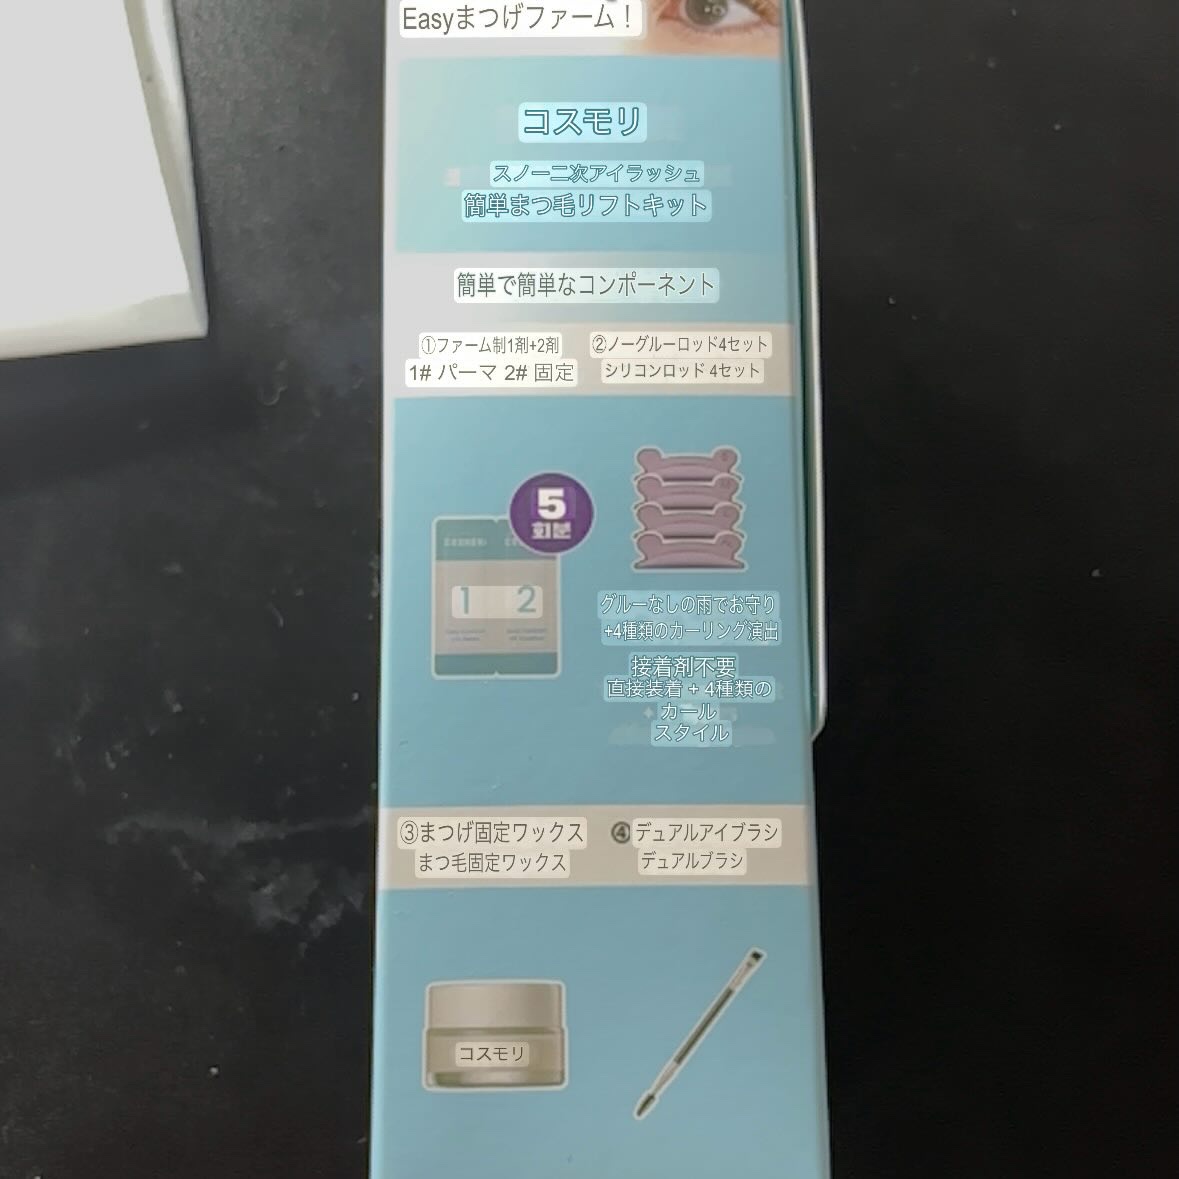 Easyまつげファーム！
コスモリ
スノー二次アイラッシュ
簡単まつ毛リフトキット
簡単で簡単なコンポーネント
①ファーム制1剤+2剤
1# パーマ 2# 固定
②ノーグルーロッド4セット
シリコンロッド 4セット
5
회분
1 2
グルーなしの雨でお守り
+4種類のカーリング演出
接着剤不要
直接装着 + 4種類の
カール
スタイル
③まつげ固定ワックス
まつ毛固定ワックス
④デュアルアイブラシ
デュアルブラシ
コスモリ